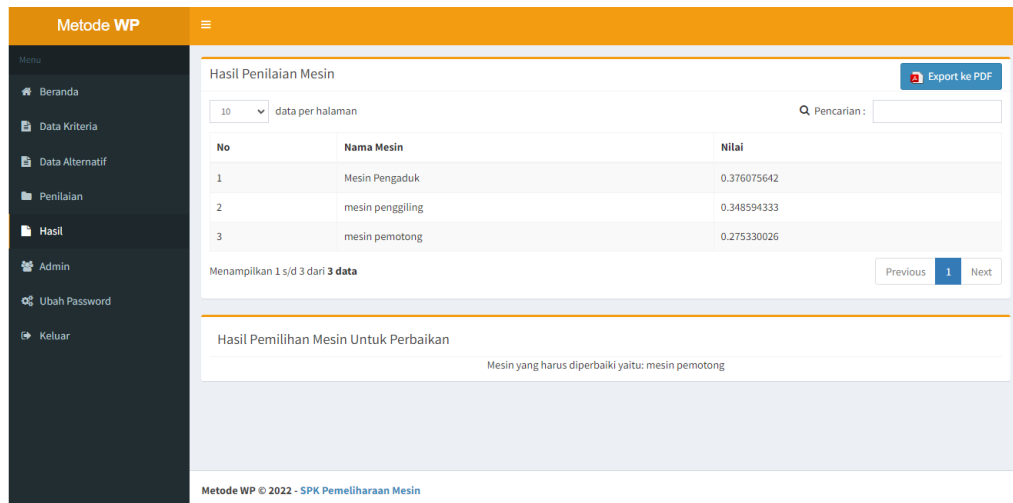 Metode WP
Menu
Beranda
Data Kriteria
Data Alternatif
Penilaian
Hasil
Admin
Ubah Password
Keluar
Hasil Penilaian Mesin
Export ke PDF
10 data per halaman
Pencarian :
No Nama Mesin Nilai
1 Mesin Pengaduk 0.376075642
2 mesin penggiling 0.348594333
3 mesin pemotong 0.275330026
Menampilkan 1 s/d 3 dari 3 data
Previous 1 Next
Hasil Pemilihan Mesin Untuk Perbaikan
Mesin yang harus diperbaiki yaitu: mesin pemotong
Metode WP © 2022 - SPK Pemeliharaan Mesin